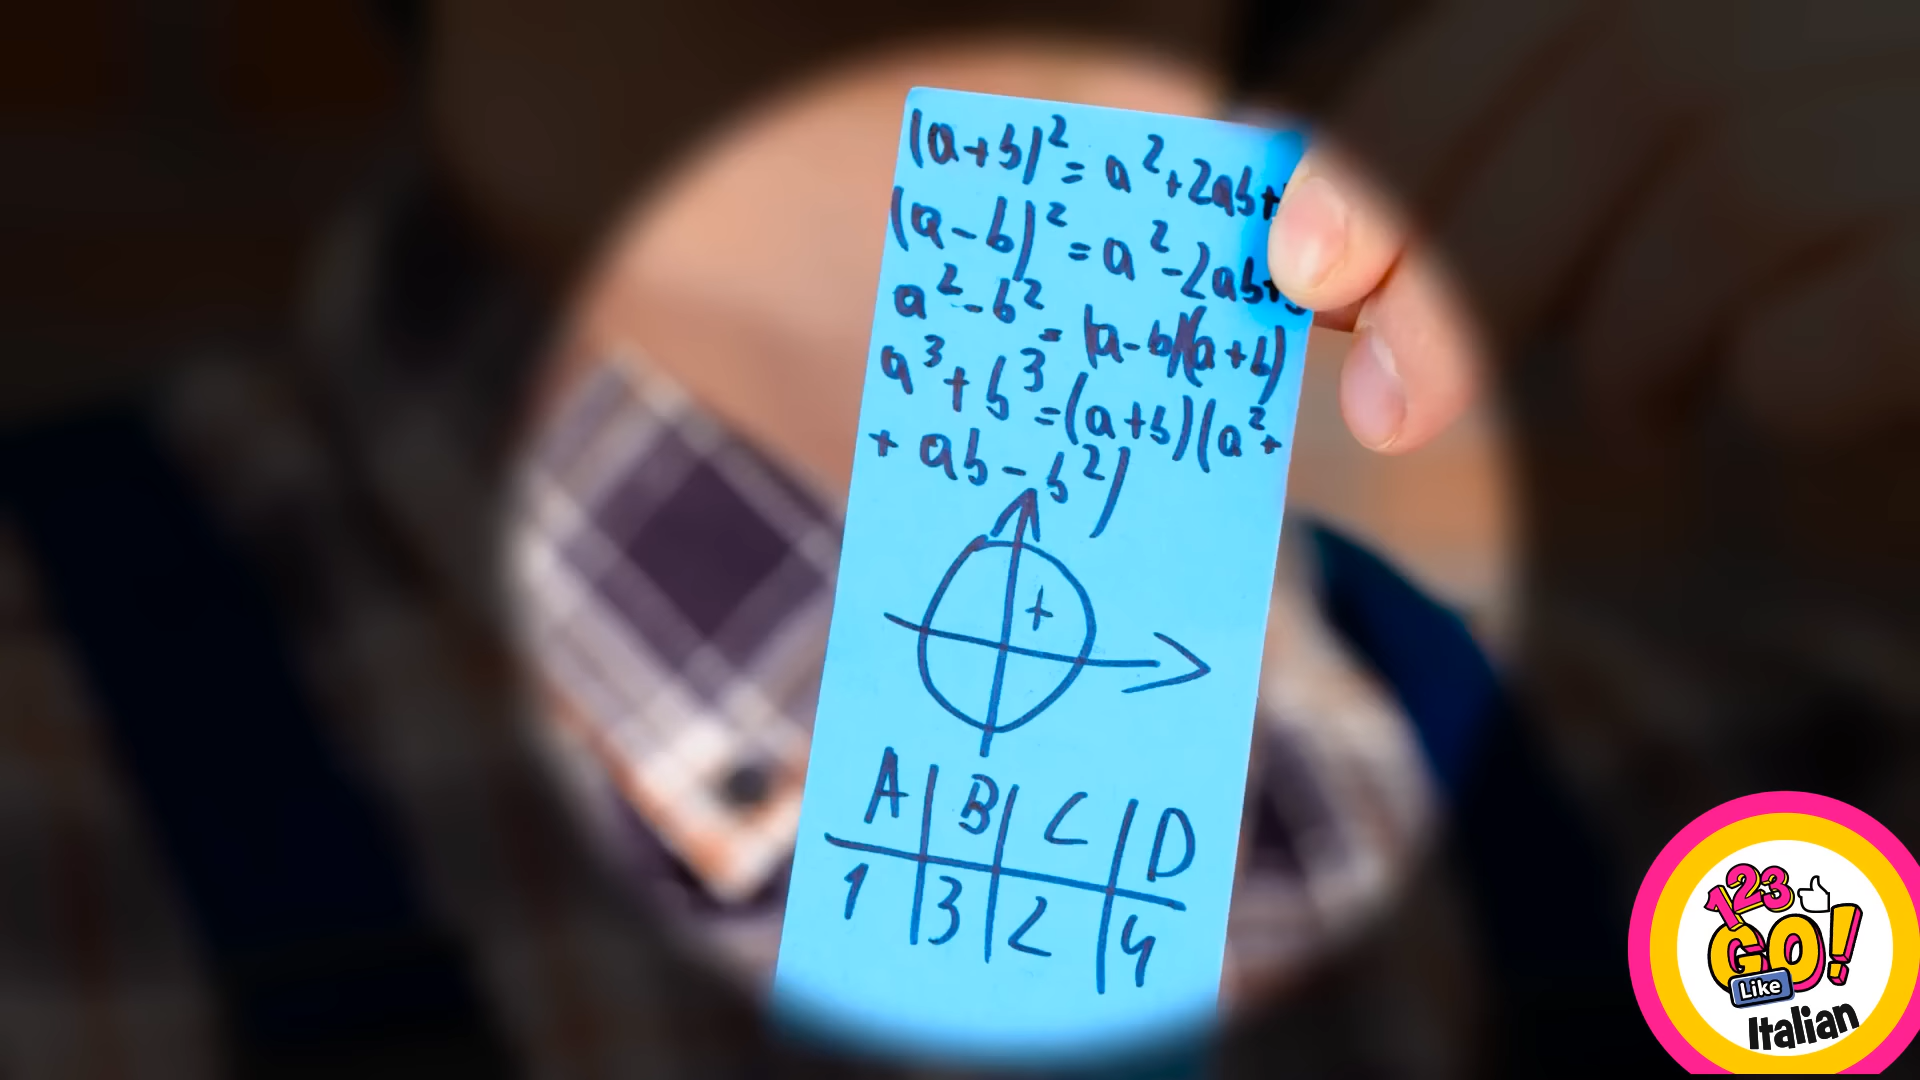 (a+b)² = a²+2ab+
(a-b)² = a²-2ab+
a²-b² = (a-b)(a+b)
a³+b³=(a+b)(a²+
+ab-b²)
+
A B C D
1 3 2 4
123
GO!
Like
Italian